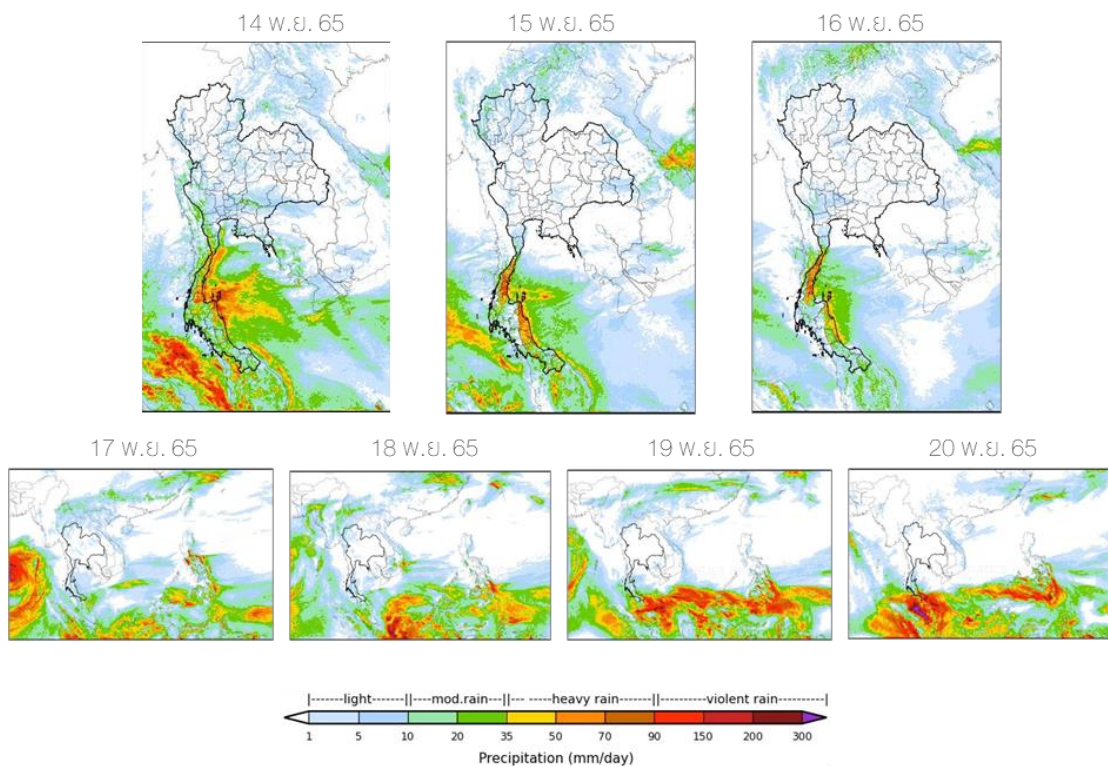 14 พ.ย. 65
15 พ.ย. 65
16 พ.ย. 65
17 พ.ย. 65
18 พ.ย. 65
19 พ.ย. 65
20 พ.ย. 65
|-------light--------||---mod.rain---||--- -----heavy rain------||----------violent rain---------|
1 5 10 20 35 50 70 90 150 200 300
Precipitation (mm/day)